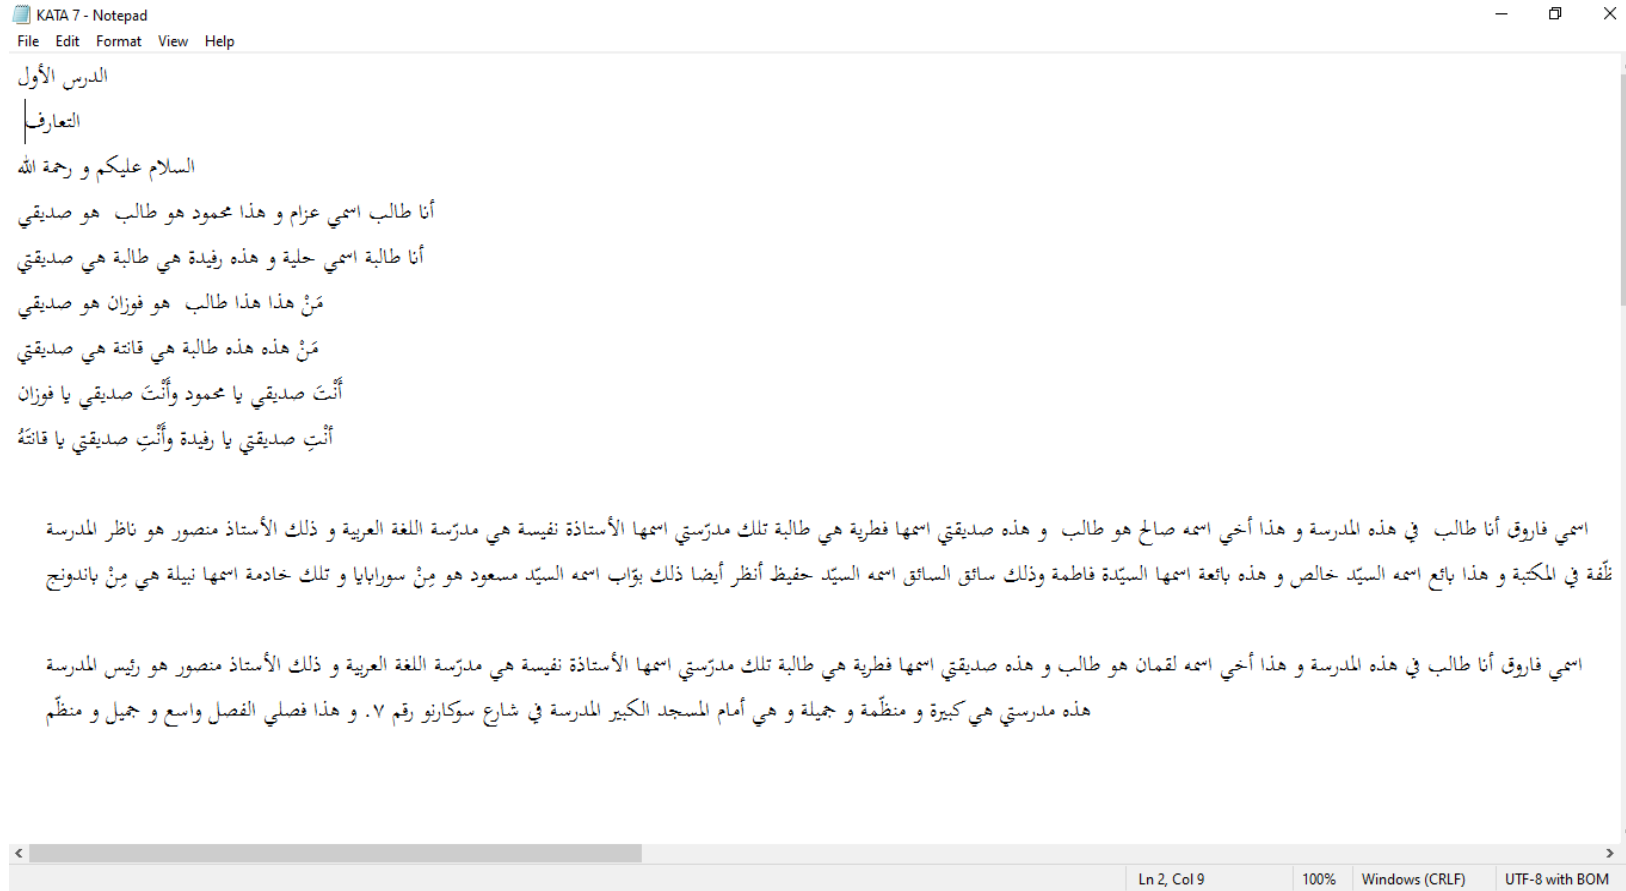 KATA 7 - Notepad
File Edit Format View Help
الدرس الأول
التعارف
السلام عليكم و رحمة الله
أنا طالب اسمي عزام و هذا محمود هو طالب هو صديقي
أنا طالبة اسمي حلية و هذه رفيدة هي طالبة هي صديقتي
مَنْ هذا هذا طالب هو فوزان هو صديقي
مَنْ هذه هذه طالبة هي قانتة هي صديقتي
أَنْتَ صديقي يا محمود وأَنْتَ صديقي يا فوزان
أنْتِ صديقتي يا رفيدة وأَنْتِ صديقتي يا قانتَهُ
اسمي فاروق أنا طالب في هذه المدرسة و هذا أخي اسمه صالح هو طالب و هذه صديقتي اسمها فطرية هي طالبة تلك مدرّستي اسمها الأستاذة نفيسة هي مدرّسة اللغة العربية و ذلك الأستاذ منصور هو ناظر المدرسة
ظّفة في المكتبة و هذا بائع اسمه السيّد خالص و هذه بائعة اسمها السيّدة فاطمة وذلك سائق السائق اسمه السيّد حفيظ أنظر أيضا ذلك بوّاب اسمه السيّد مسعود هو مِنْ سورابايا و تلك خادمة اسمها نبيلة هي مِنْ باندونج
اسمي فاروق أنا طالب في هذه المدرسة و هذا أخي اسمه لقمان هو طالب و هذه صديقتي اسمها فطرية هي طالبة تلك مدرّستي اسمها الأستاذة نفيسة هي مدرّسة اللغة العربية و ذلك الأستاذ منصور هو رئيس المدرسة
هذه مدرستي هي كبيرة و منظّمة و جميلة و هي أمام المسجد الكبير المدرسة في شارع سوكارنو رقم ٧. و هذا فصلي الفصل واسع و جميل و منظّم
Ln 2, Col 9 100% Windows (CRLF) UTF-8 with BOM